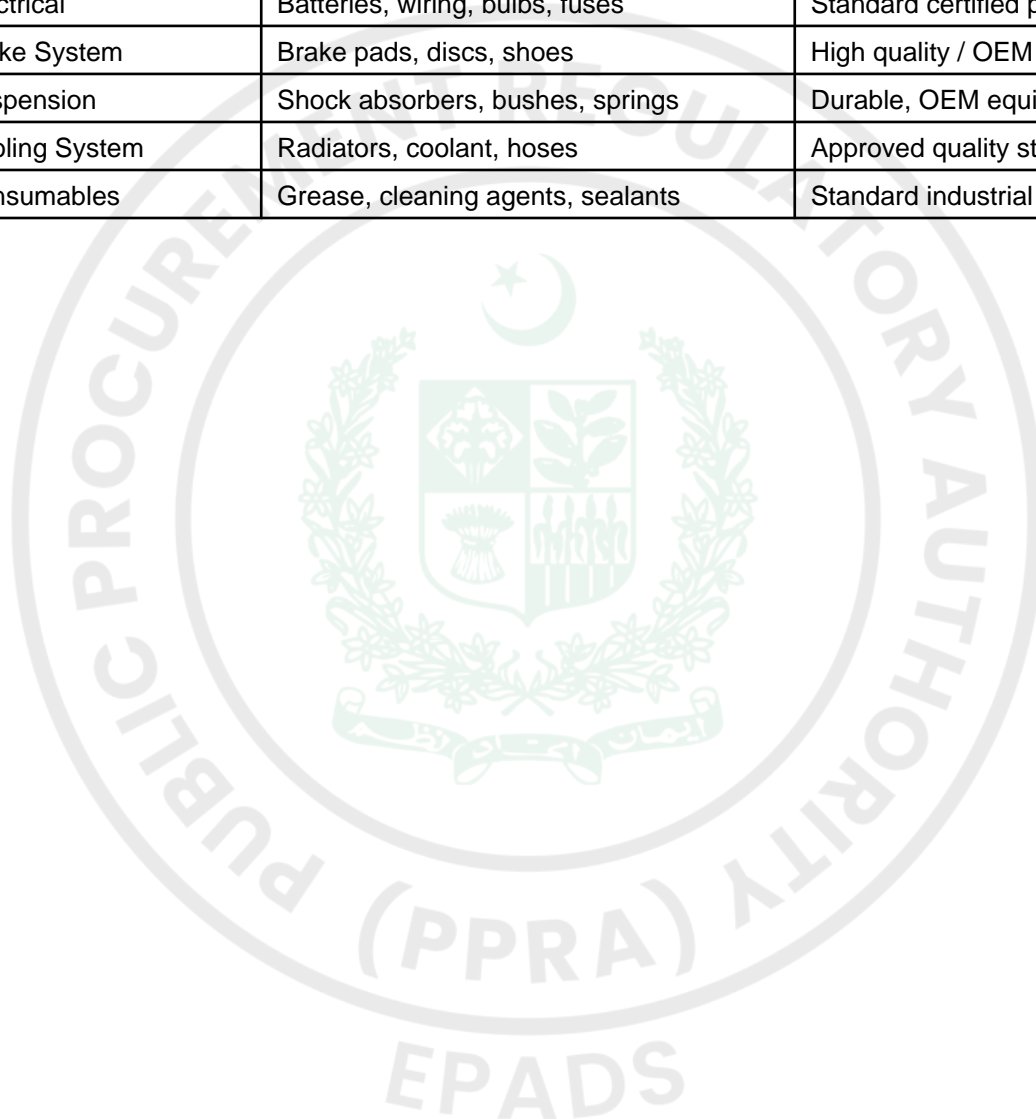 ctrical Batteries, wiring, bulbs, fuses Standard certified p
ke System Brake pads, discs, shoes High quality / OEM
spension Shock absorbers, bushes, springs Durable, OEM equi
oling System Radiators, coolant, hoses Approved quality st
nsumables Grease, cleaning agents, sealants Standard industrial
PUBLIC PROCUREMENT REGULATORY AUTHORITY
(PPRA)
EPADS